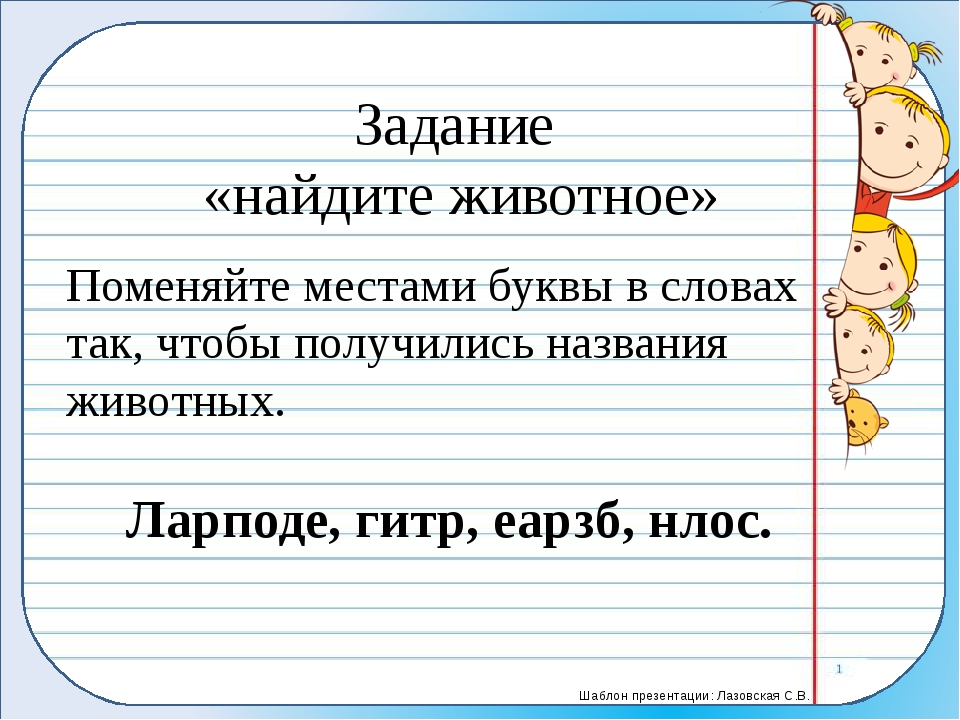 Задание
«найдите животное»
Поменяйте местами буквы в словах
так, чтобы получились названия
животных.
Ларподе, гитр, еарзб, нлос.
1
Шаблон презентации: Лазовская С.В.